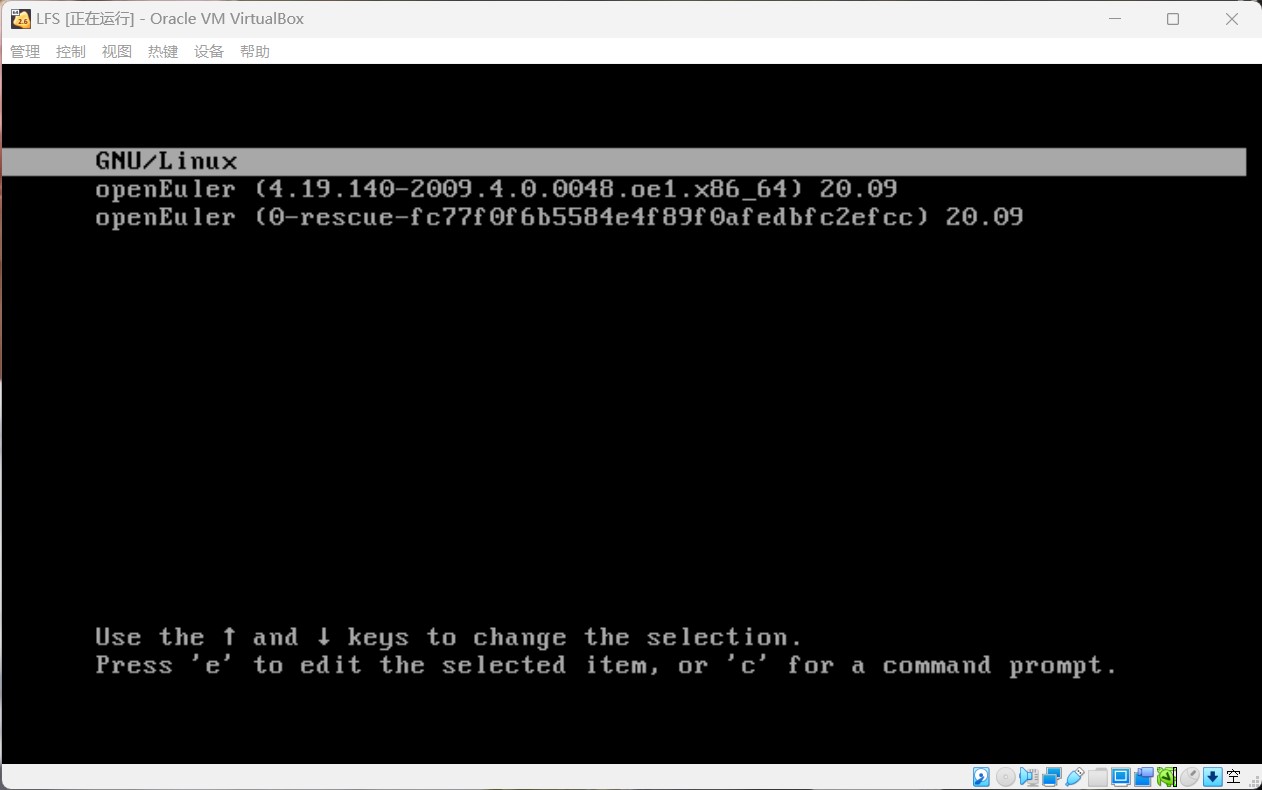 LFS [正在运行] - Oracle VM VirtualBox
管理 控制 视图 热键 设备 帮助
GNU/Linux
openEuler (4.19.140-2009.4.0.0048.oe1.x86_64) 20.09
openEuler (0-rescue-fc77f0f6b5584e4f89f0afedbfc2efcc) 20.09
Use the ↑ and ↓ keys to change the selection.
Press 'e' to edit the selected item, or 'c' for a command prompt.
空